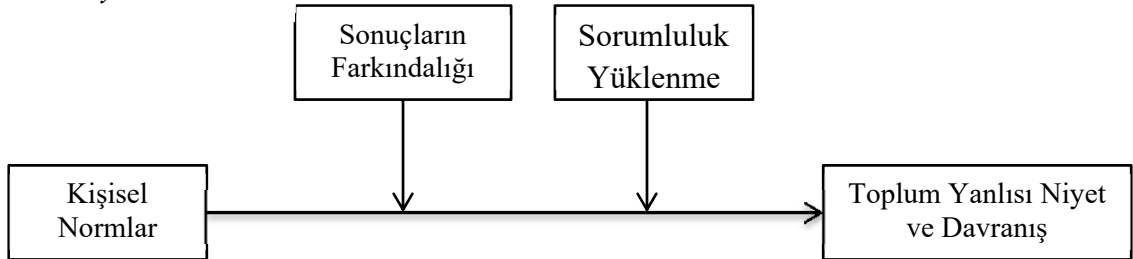 Sonuçların
Farkındalığı
Sorumluluk
Yüklenme
Kişisel
Normlar
Toplum Yanlısı Niyet
ve Davranış